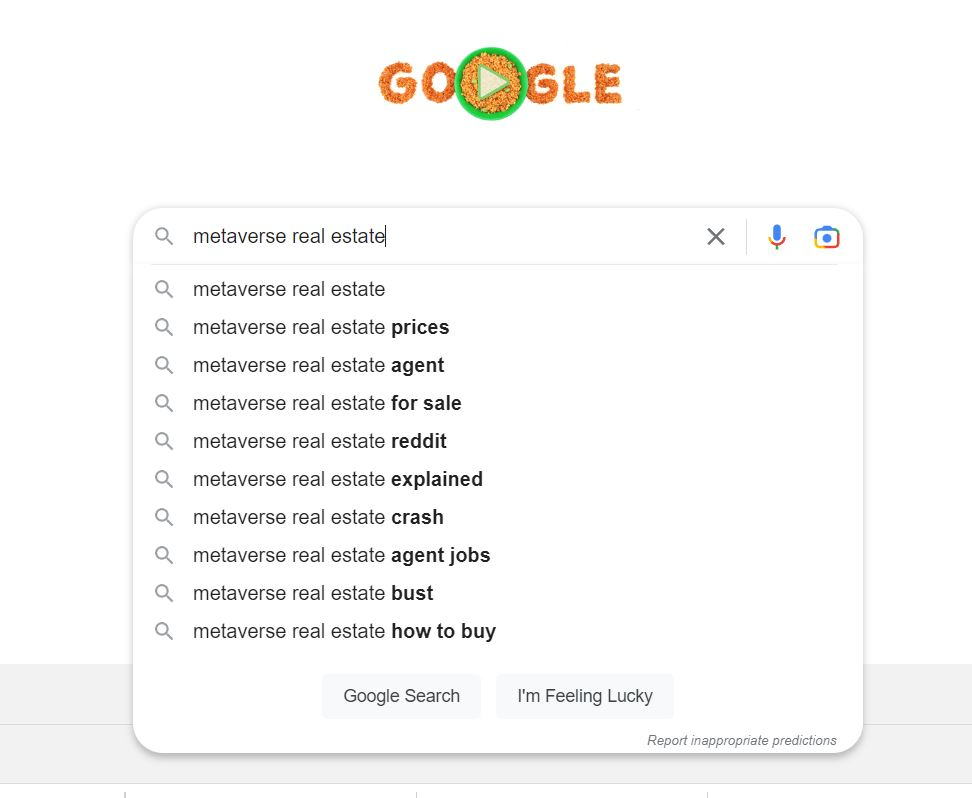 GOOGLE
metaverse real estate
metaverse real estate
metaverse real estate prices
metaverse real estate agent
metaverse real estate for sale
metaverse real estate reddit
metaverse real estate explained
metaverse real estate crash
metaverse real estate agent jobs
metaverse real estate bust
metaverse real estate how to buy
Google Search I'm Feeling Lucky
Report inappropriate predictions